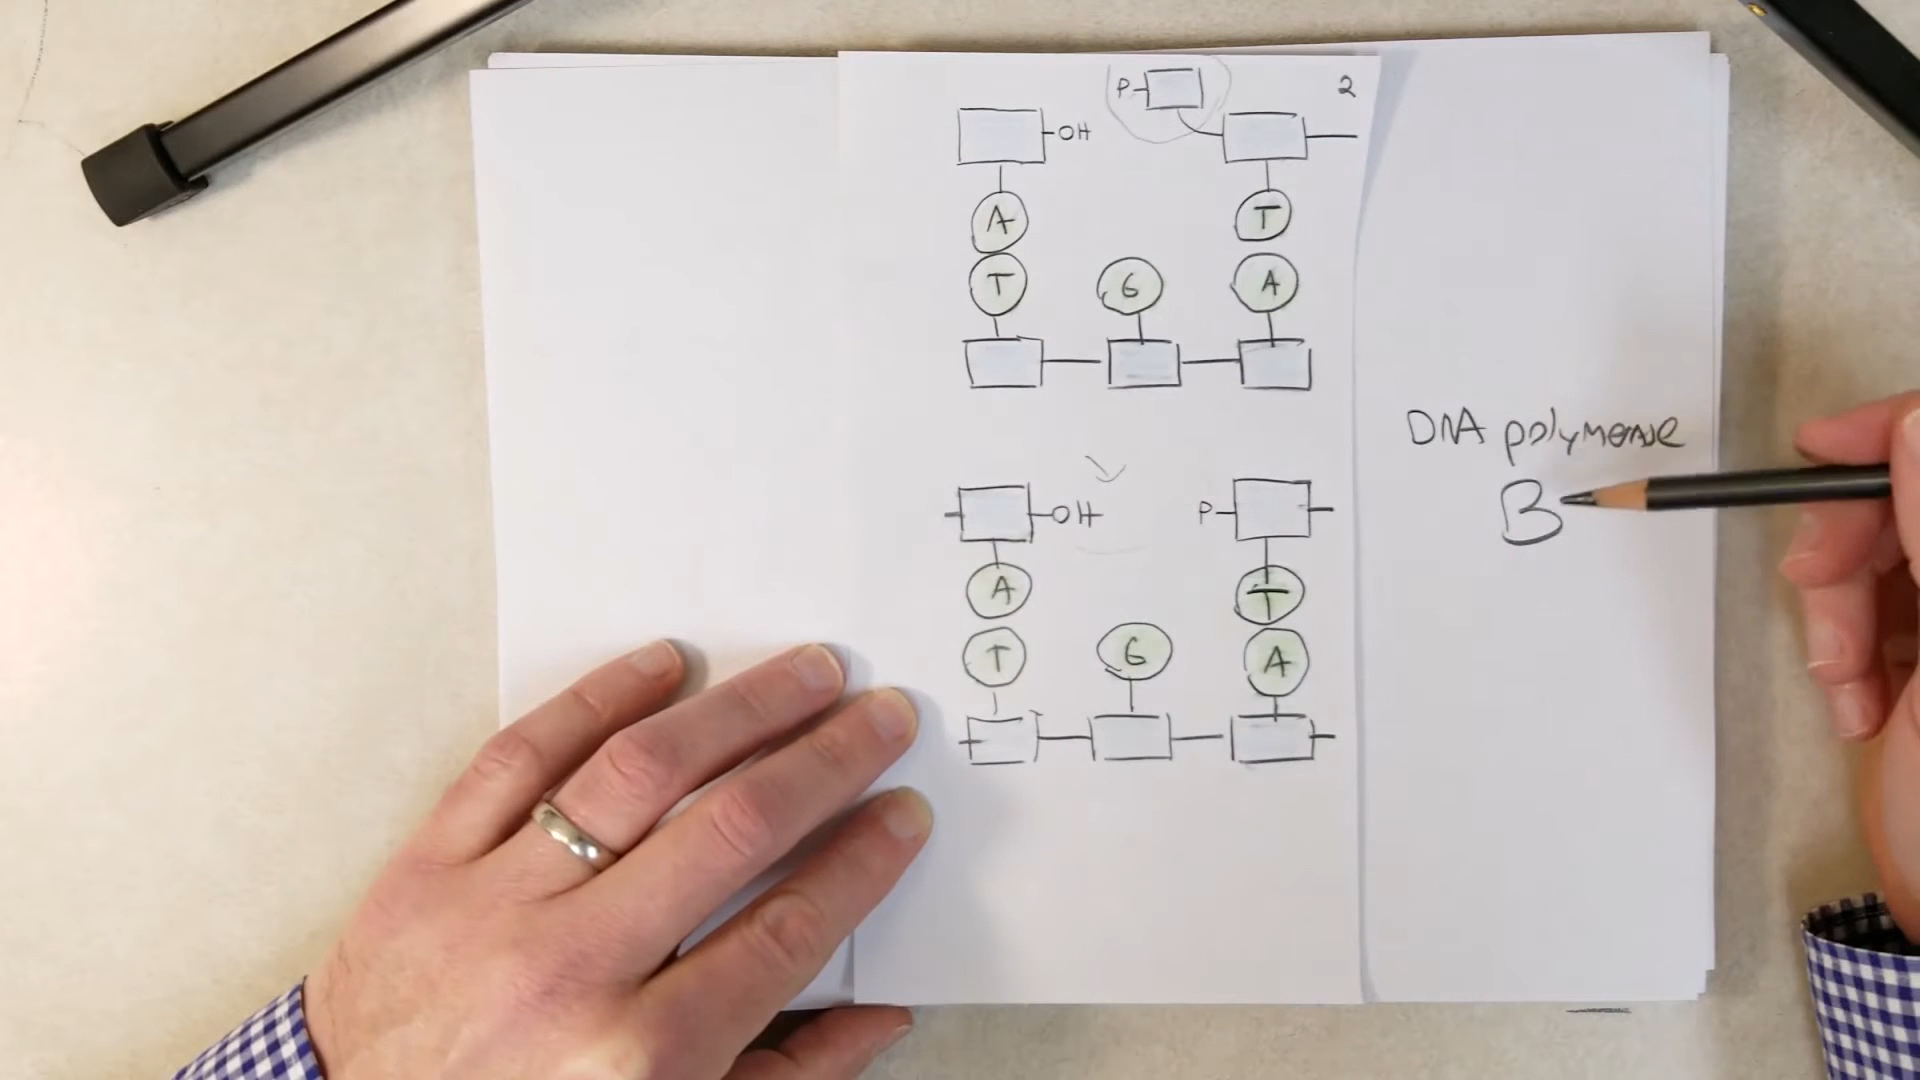 P 2
OH
A T
T G A
DNA polymerase
B
OH P
A T
T G A